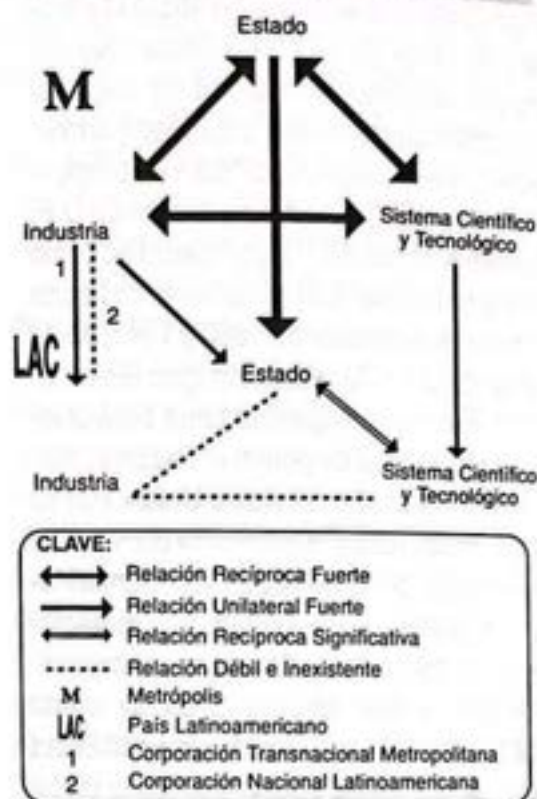 Estado
M
Industria
Sistema Científico
y Tecnológico
1
2
LAC
Estado
Industria
Sistema Científico
y Tecnológico
CLAVE:
Relación Recíproca Fuerte
Relación Unilateral Fuerte
Relación Recíproca Significativa
Relación Débil e Inexistente
M Metrópolis
LAC País Latinoamericano
1 Corporación Transnacional Metropolitana
2 Corporación Nacional Latinoamericana